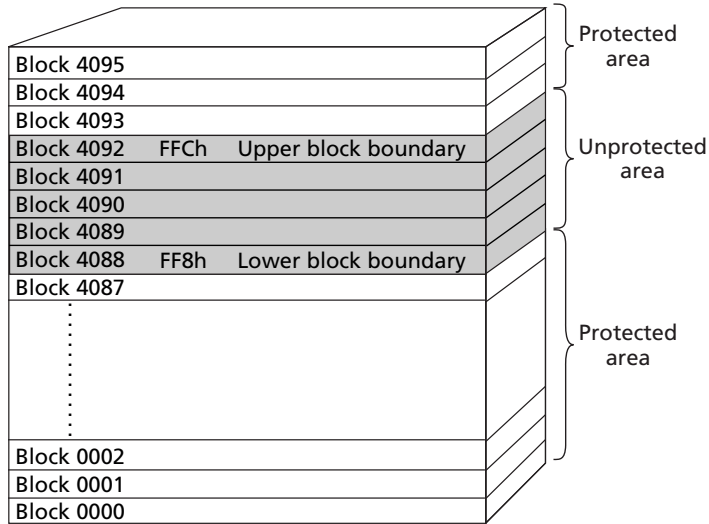 Block 4095
Block 4094
Block 4093
Block 4092 FFCh Upper block boundary
Block 4091
Block 4090
Block 4089
Block 4088 FF8h Lower block boundary
Block 4087
Block 0002
Block 0001
Block 0000
Protected
area
Unprotected
area
Protected
area